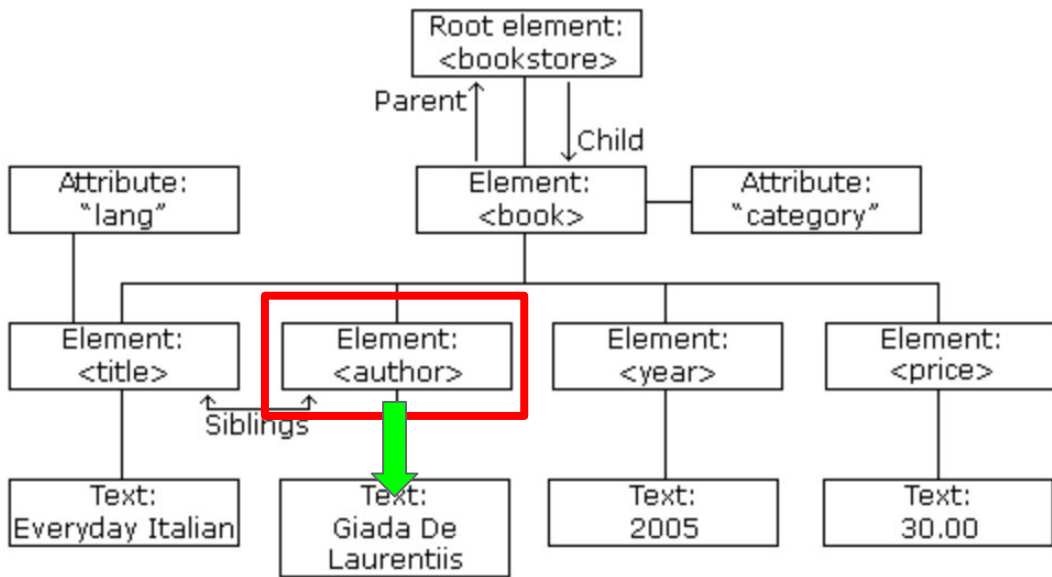 Root element:
<bookstore>
Parent
Child
Attribute:
“lang”
Element:
<book>
Attribute:
“category”
Element:
<title>
Element:
<author>
Element:
<year>
Element:
<price>
Siblings
Text:
Everyday Italian
Text:
Giada De
Laurentiis
Text:
2005
Text:
30.00